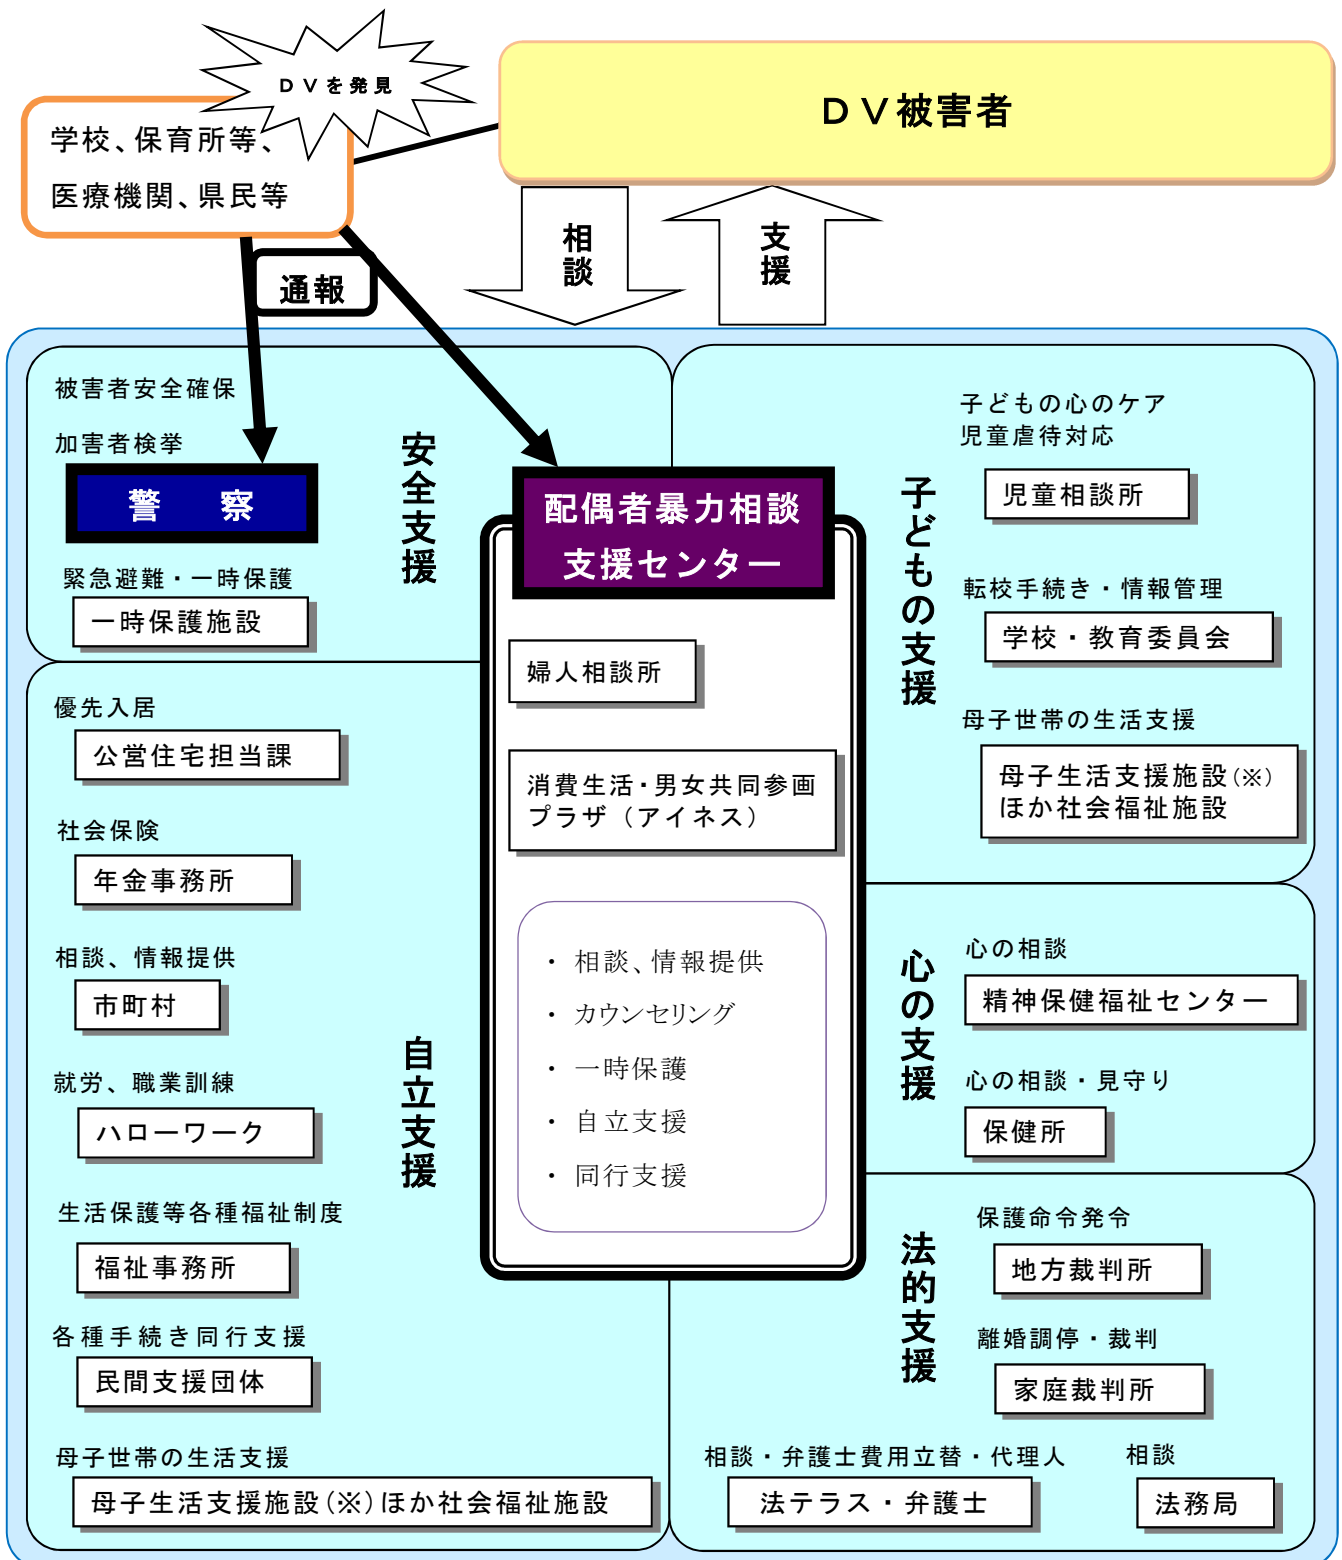 ＤＶを発見
ＤＶ被害者
学校、保育所等、
医療機関、県民等
通報
相談
支援
被害者安全確保
加害者検挙
警　察
緊急避難・一時保護
一時保護施設
安全支援
配偶者暴力相談
支援センター
婦人相談所
消費生活・男女共同参画
プラザ（アイネス）
・ 相談、情報提供
・ カウンセリング
・ 一時保護
・ 自立支援
・ 同行支援
子どもの支援
子どもの心のケア
児童虐待対応
児童相談所
転校手続き・情報管理
学校・教育委員会
母子世帯の生活支援
母子生活支援施設(※)
ほか社会福祉施設
優先入居
公営住宅担当課
社会保険
年金事務所
相談、情報提供
市町村
就労、職業訓練
ハローワーク
生活保護等各種福祉制度
福祉事務所
各種手続き同行支援
民間支援団体
母子世帯の生活支援
母子生活支援施設(※)ほか社会福祉施設
自立支援
心の支援
心の相談
精神保健福祉センター
心の相談・見守り
保健所
法的支援
保護命令発令
地方裁判所
離婚調停・裁判
家庭裁判所
相談・弁護士費用立替・代理人
法テラス・弁護士
相談
法務局